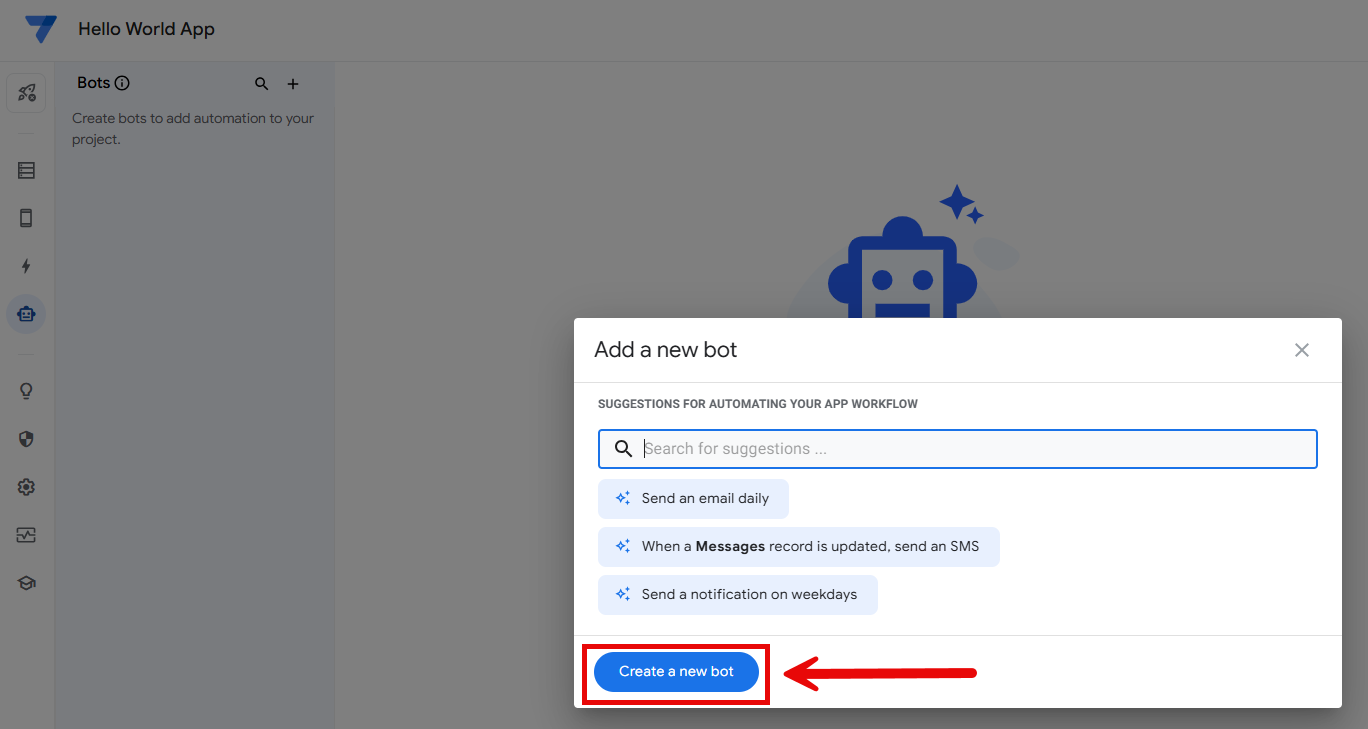 Hello World App
Bots
Create bots to add automation to your
project.
Add a new bot
SUGGESTIONS FOR AUTOMATING YOUR APP WORKFLOW
Search for suggestions ...
Send an email daily
When a Messages record is updated, send an SMS
Send a notification on weekdays
Create a new bot